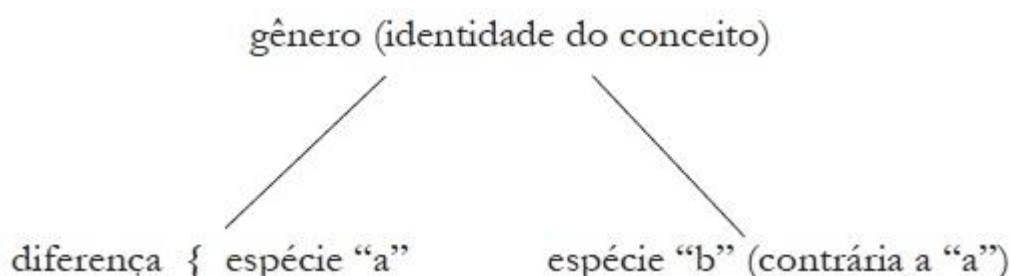 gênero (identidade do conceito)
diferença { espécie “a” espécie “b” (contrária a “a”)